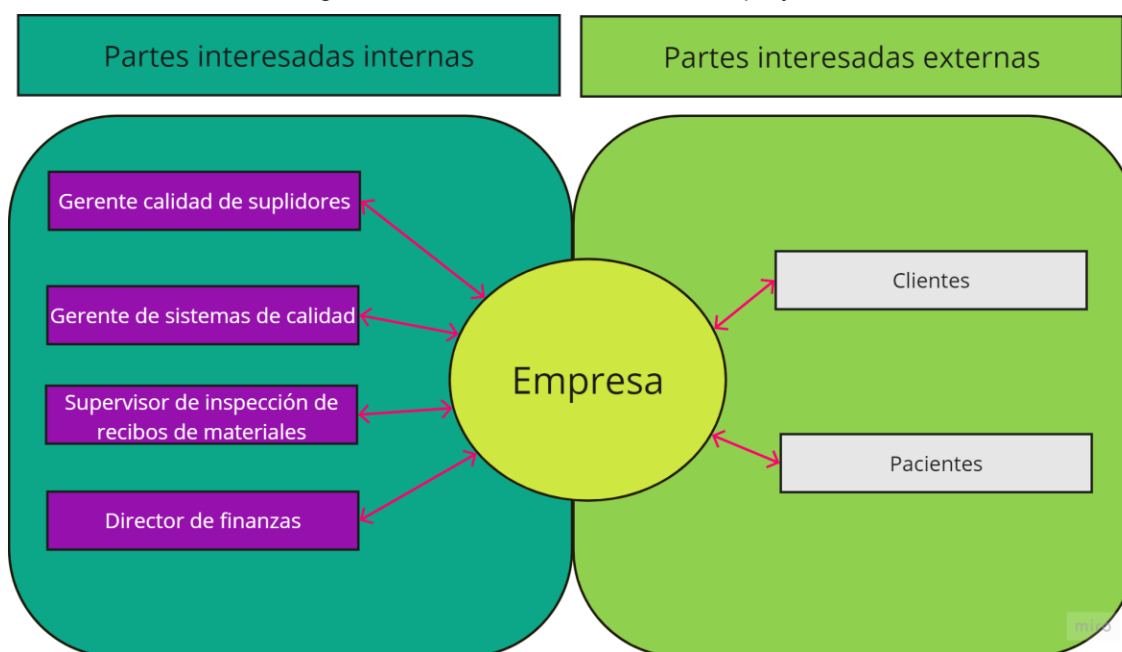 Partes interesadas internas
Partes interesadas externas
Gerente calidad de suplidores
Gerente de sistemas de calidad
Supervisor de inspección de
recibos de materiales
Director de finanzas
Empresa
Clientes
Pacientes
miro